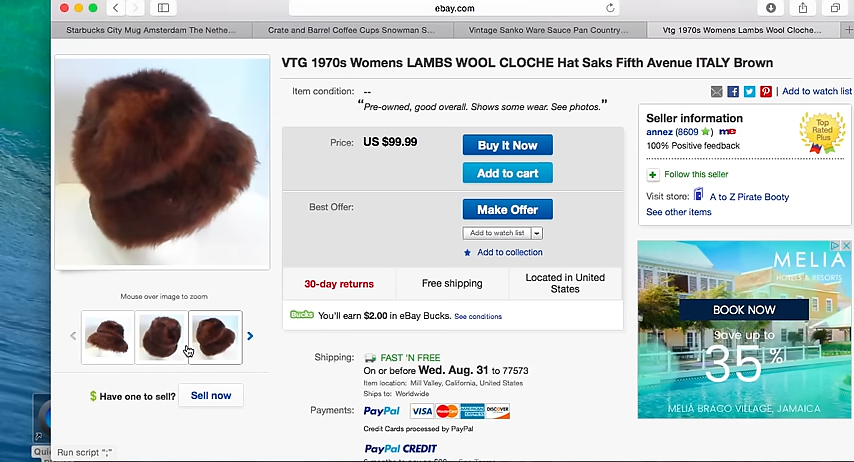 ebay.com
Starbucks City Mug Amsterdam The Nethe...
Crate and Barrel Coffee Cups Snowman S...
Vintage Sanko Ware Sauce Pan Country...
Vtg 1970s Womens Lambs Wool Cloche...
VTG 1970s Womens LAMBS WOOL CLOCHE Hat Saks Fifth Avenue ITALY Brown
Item condition: --
“Pre-owned, good overall. Shows some wear. See photos.”
| Add to watch list
Price: US $99.99
Buy It Now
Add to cart
Best Offer:
Make Offer
Add to watch list
Add to collection
30-day returns
Free shipping
Located in United
States
Bucks You'll earn $2.00 in eBay Bucks. See conditions
Mouse over image to zoom
$ Have one to sell? Sell now
Shipping: FAST 'N FREE
On or before Wed. Aug. 31 to 77573
Item location: Mill Valley, California, United States
Ships to: Worldwide
Payments: PayPal VISA MasterCard AMERICAN EXPRESS DISCOVER
Credit Cards processed by PayPal
PayPal CREDIT
Seller information
annez (8609 ) me
100% Positive feedback
Top
Rated
Plus
Follow this seller
Visit store: A to Z Pirate Booty
See other items
MELIÁ
HOTELS & RESORTS
BOOK NOW
Save up to
35%
MELIÁ BRACO VILLAGE, JAMAICA
Run script ";"